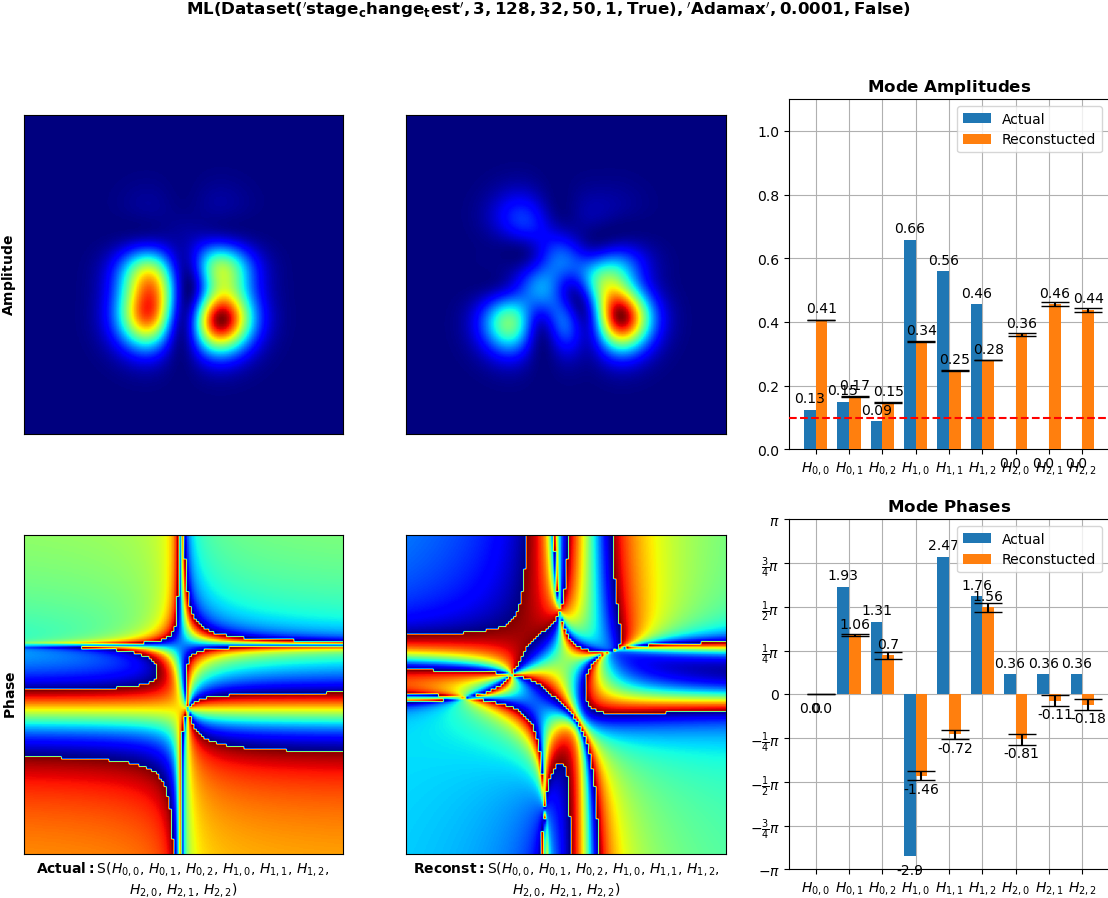 ML(Dataset('stage_change_test', 3, 128, 32, 50, 1, True), 'Adamax', 0.0001, False)
Amplitude
Mode Amplitudes
Actual
Reconstucted
1.0
0.8
0.6
0.4
0.2
0.0
0.13 0.15 0.09 0.66 0.56 0.46 0.0 0.0 0.0
0.41 0.17 0.15 0.34 0.25 0.28 0.36 0.46 0.44
H0,0 H0,1 H0,2 H1,0 H1,1 H1,2 H2,0 H2,1 H2,2
Phase
Mode Phases
Actual
Reconstucted
π
3/4π
1/2π
1/4π
0
−1/4π
−1/2π
−3/4π
−π
0.0 1.93 1.31 -2.9 2.47 1.76 0.36 0.36 0.36
0.0 1.06 0.7 -1.46 -0.72 1.56 -0.81 -0.11 -0.18
H0,0 H0,1 H0,2 H1,0 H1,1 H1,2 H2,0 H2,1 H2,2
Actual: S(H0,0, H0,1, H0,2, H1,0, H1,1, H1,2,
H2,0, H2,1, H2,2)
Reconst: S(H0,0, H0,1, H0,2, H1,0, H1,1, H1,2,
H2,0, H2,1, H2,2)